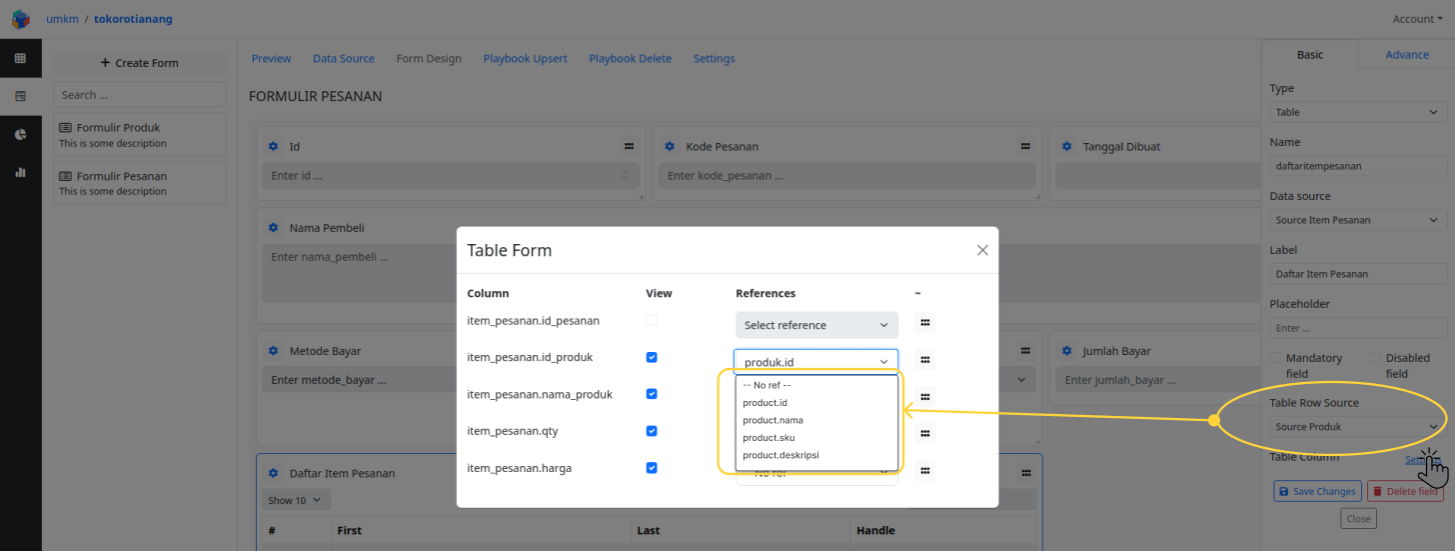 umkm / tokorotianang
Account
+ Create Form
Search ...
Formulir Produk
This is some description
Formulir Pesanan
This is some description
Preview
Data Source
Form Design
Playbook Upsert
Playbook Delete
Settings
FORMULIR PESANAN
Id
Enter id ...
Kode Pesanan
Enter kode_pesanan ...
Tanggal Dibuat
Nama Pembeli
Enter nama_pembeli ...
Metode Bayar
Enter metode_bayar ...
Jumlah Bayar
Enter jumlah_bayar ...
Daftar Item Pesanan
Show 10
# First Last Handle
Table Form
Column View References ~
item_pesanan.id_pesanan
Select reference
item_pesanan.id_produk
produk.id
-- No ref --
product.id
product.nama
product.sku
product.deskripsi
item_pesanan.nama_produk
item_pesanan.qty
item_pesanan.harga
Basic
Advance
Type
Table
Name
daftaritempesanan
Data source
Source Item Pesanan
Label
Daftar Item Pesanan
Placeholder
Enter ...
Mandatory field
Disabled field
Table Row Source
Source Produk
Table Column
Save Changes
Delete field
Close